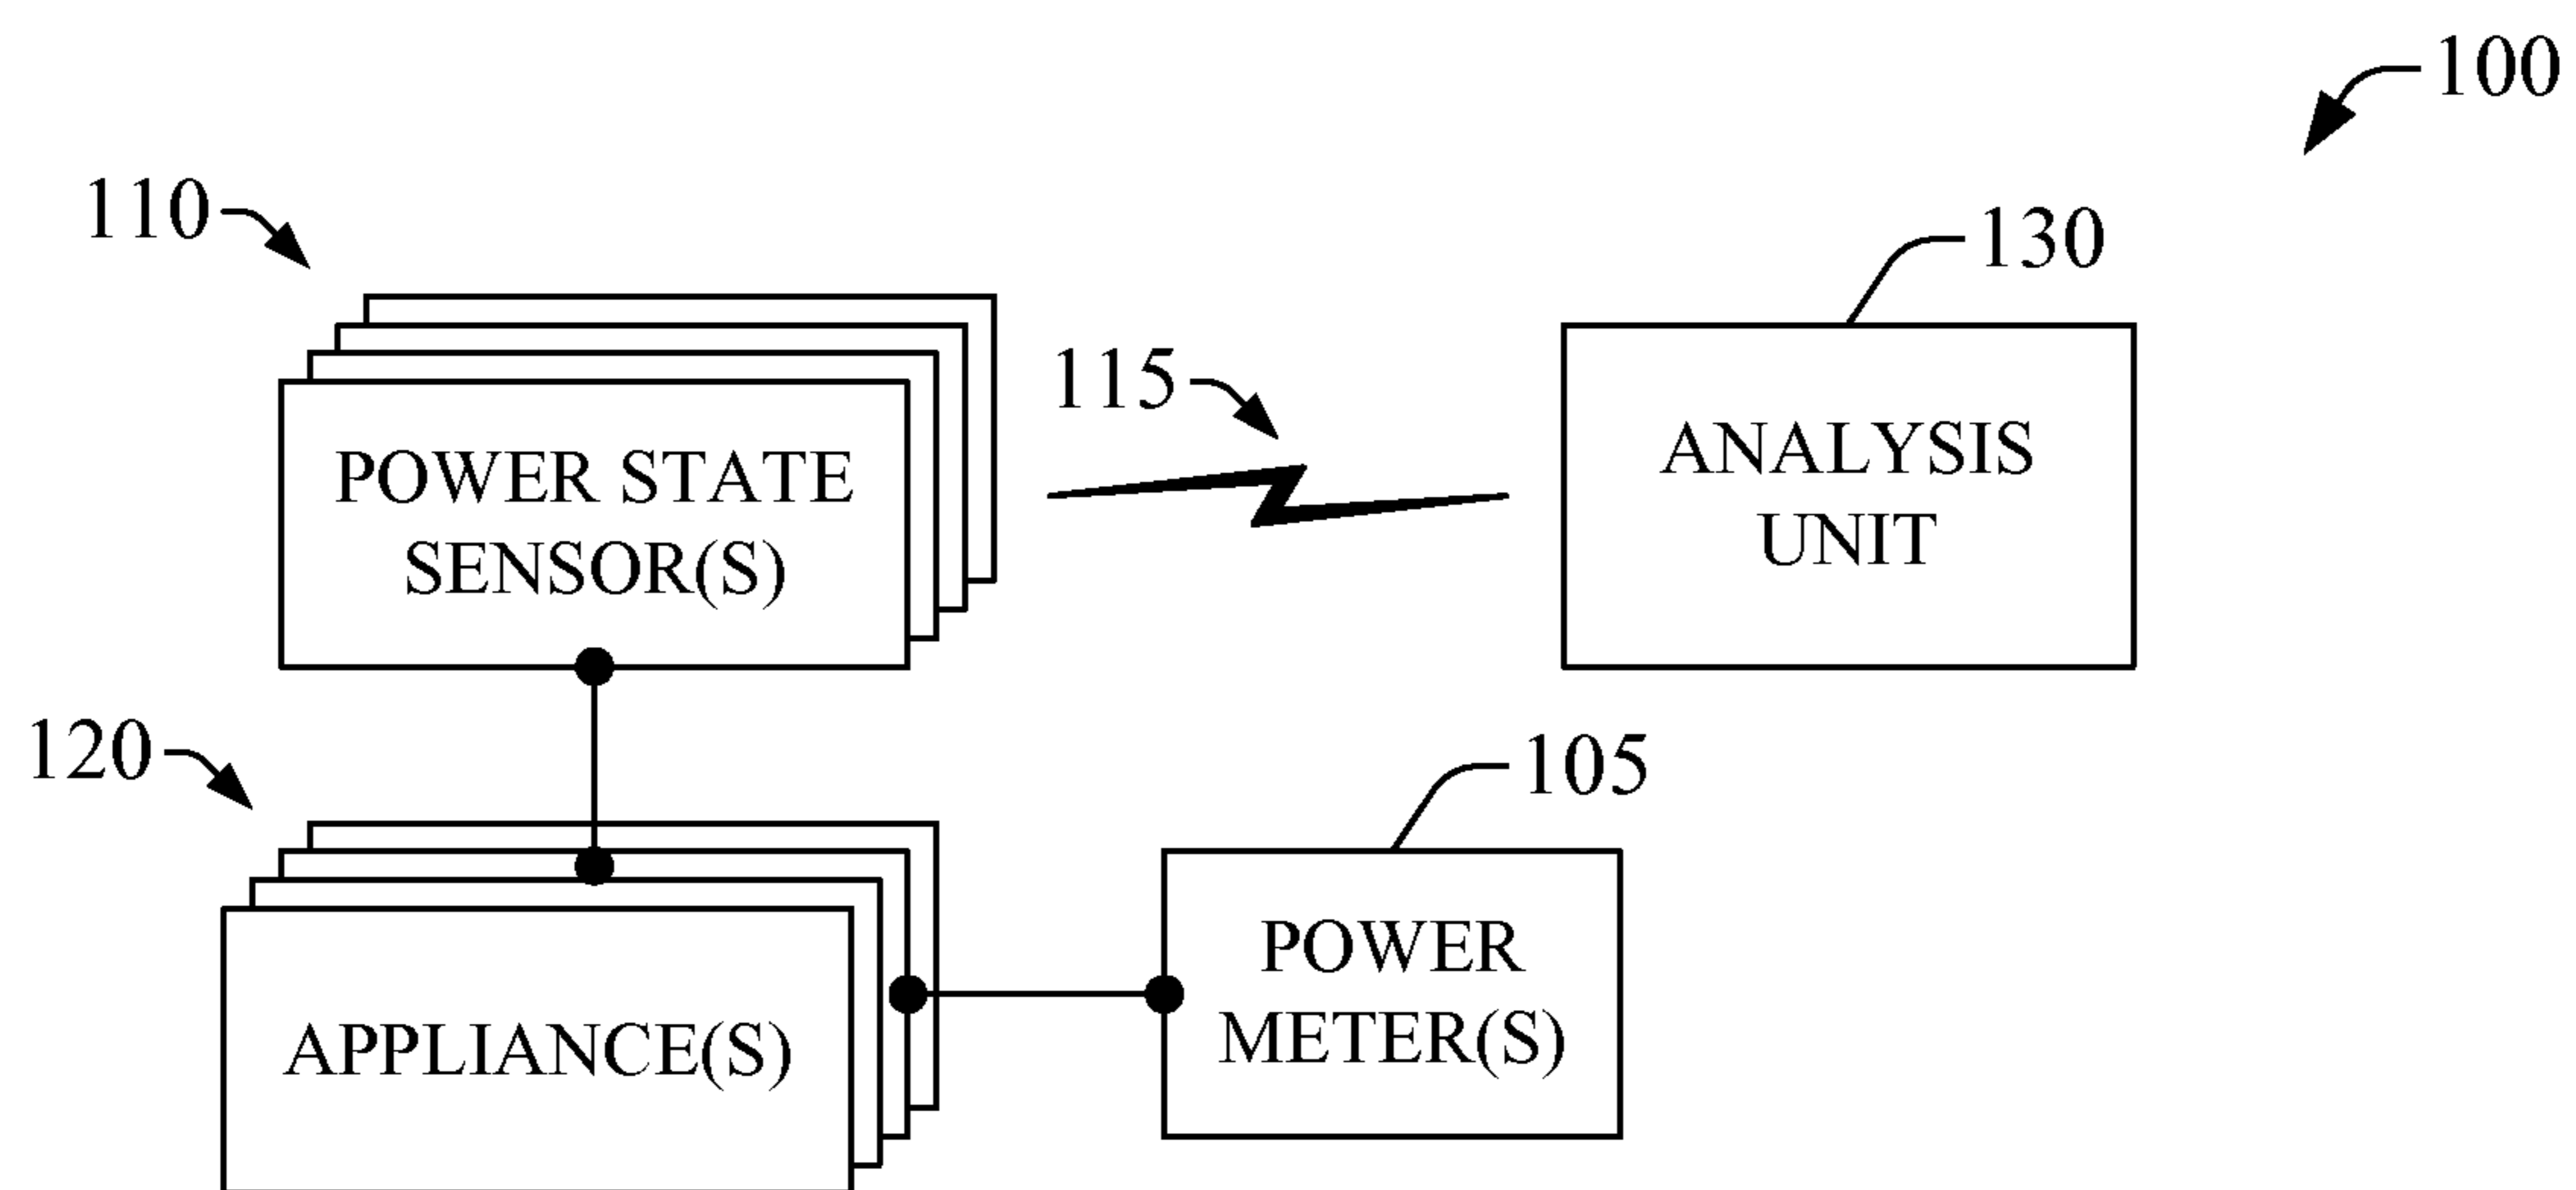 100
110
130
115
POWER STATE
SENSOR(S)
ANALYSIS
UNIT
120
105
POWER
METER(S)
APPLIANCE(S)